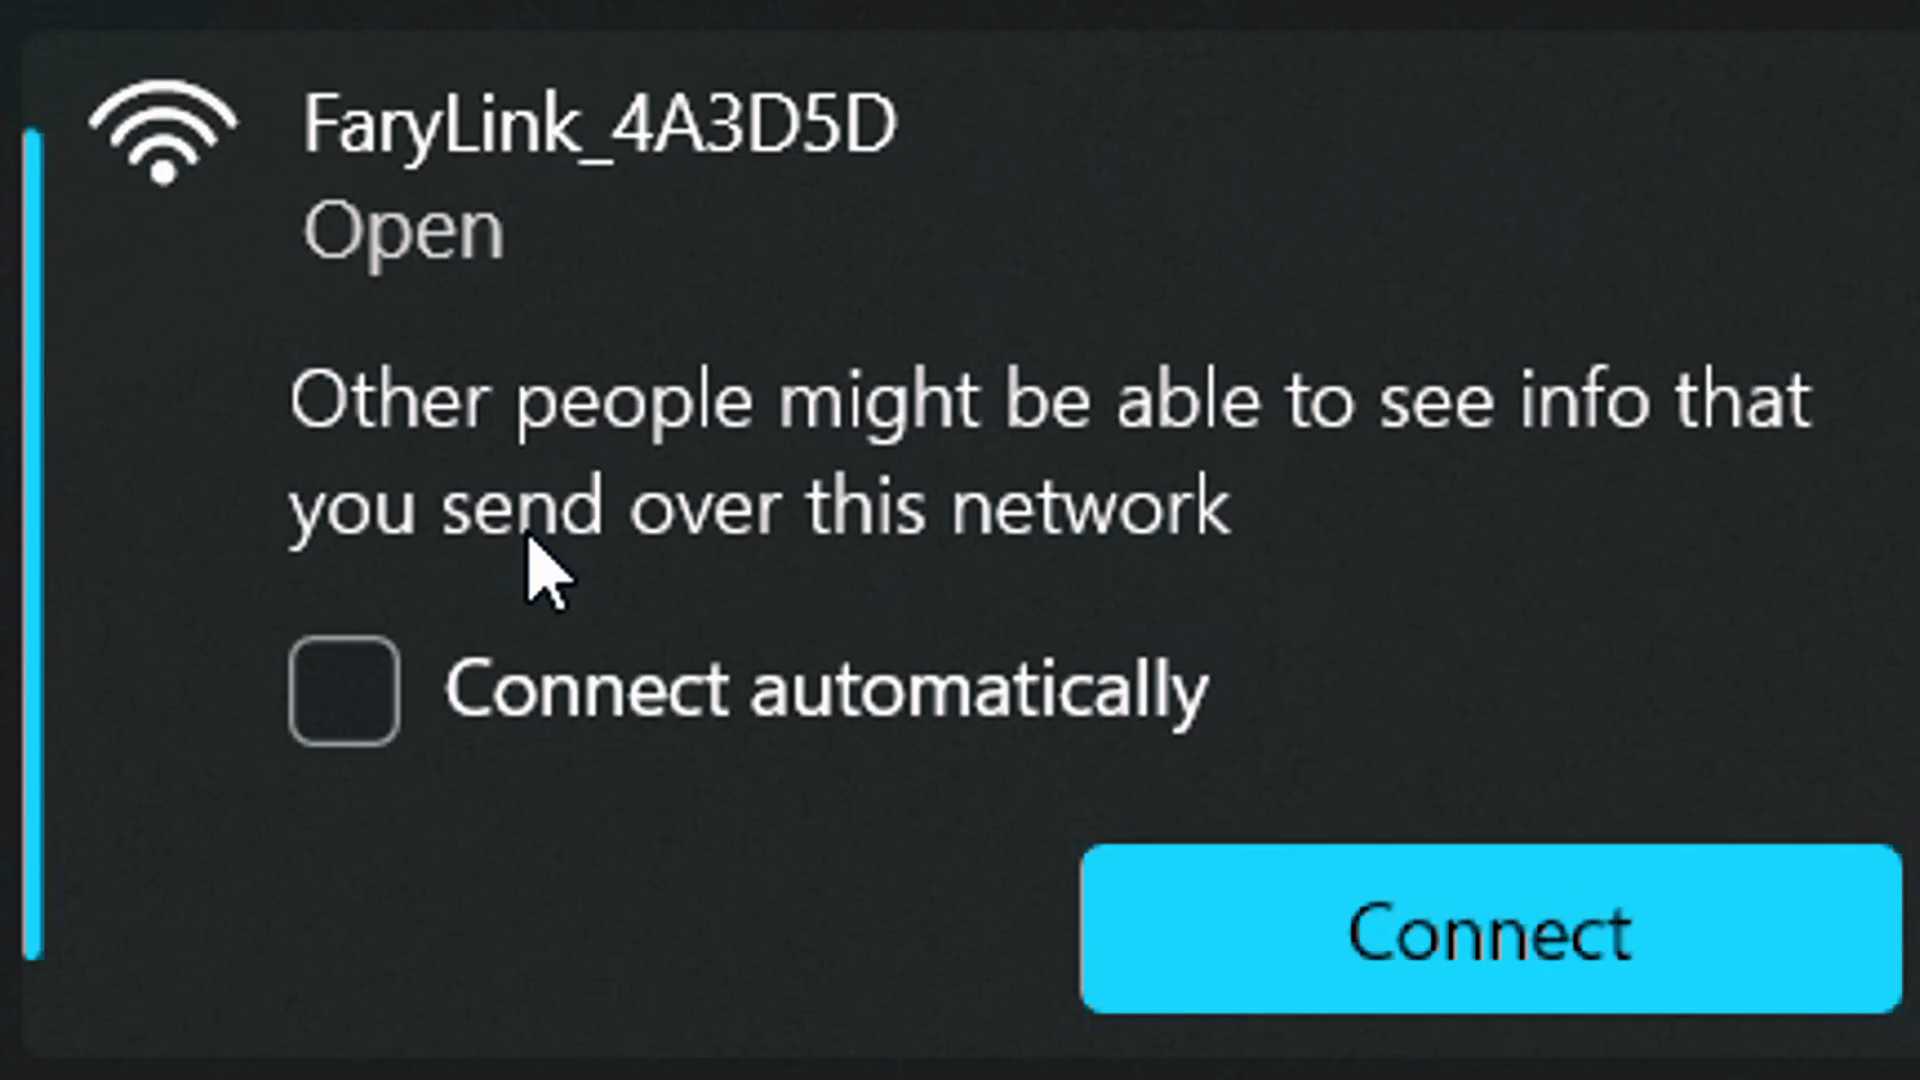 FaryLink_4A3D5D
Open
Other people might be able to see info that
you send over this network
Connect automatically
Connect